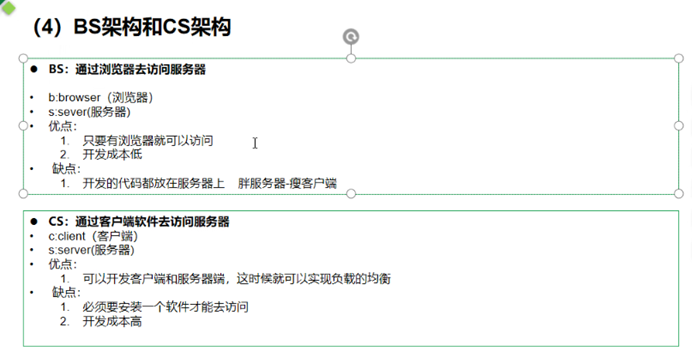 （4）BS架构和CS架构
● BS：通过浏览器去访问服务器
• b:browser（浏览器）
• s:sever(服务器)
• 优点：
1. 只要有浏览器就可以访问
2. 开发成本低
• 缺点：
1. 开发的代码都放在服务器上 胖服务器-瘦客户端
● CS：通过客户端软件去访问服务器
• c:client（客户端）
• s:server(服务器)
• 优点：
1. 可以开发客户端和服务器端，这时候就可以实现负载的均衡
• 缺点：
1. 必须要安装一个软件才能去访问
2. 开发成本高